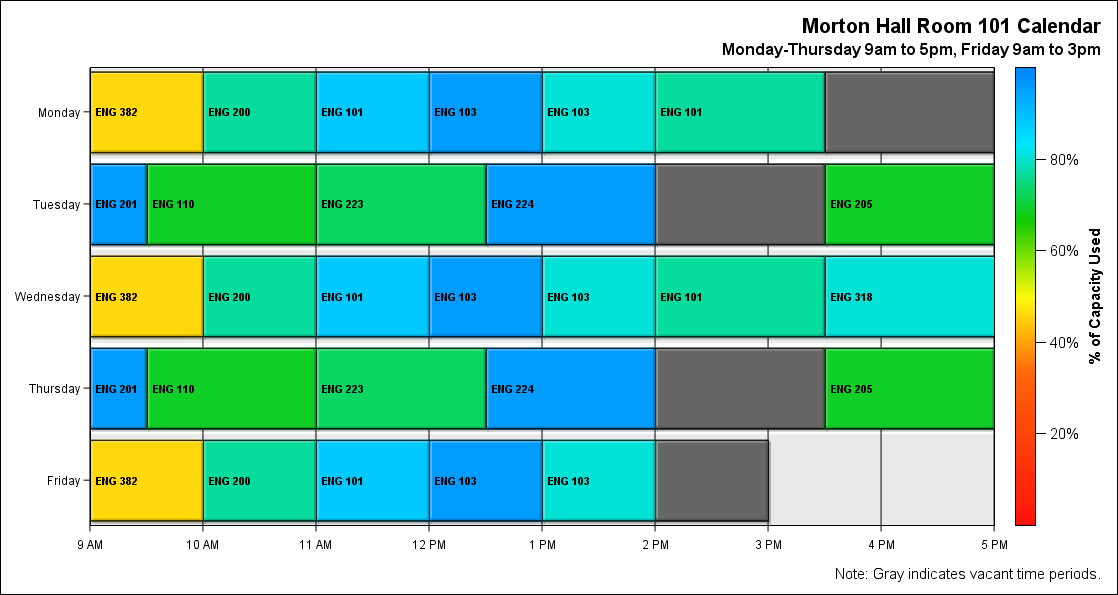 Morton Hall Room 101 Calendar
Monday-Thursday 9am to 5pm, Friday 9am to 3pm
Monday ENG 382 ENG 200 ENG 101 ENG 103 ENG 103 ENG 101
Tuesday ENG 201 ENG 110 ENG 223 ENG 224 ENG 205
Wednesday ENG 382 ENG 200 ENG 101 ENG 103 ENG 103 ENG 101 ENG 318
Thursday ENG 201 ENG 110 ENG 223 ENG 224 ENG 205
Friday ENG 382 ENG 200 ENG 101 ENG 103 ENG 103
9 AM 10 AM 11 AM 12 PM 1 PM 2 PM 3 PM 4 PM 5 PM
80%
60%
40%
20%
% of Capacity Used
Note: Gray indicates vacant time periods.